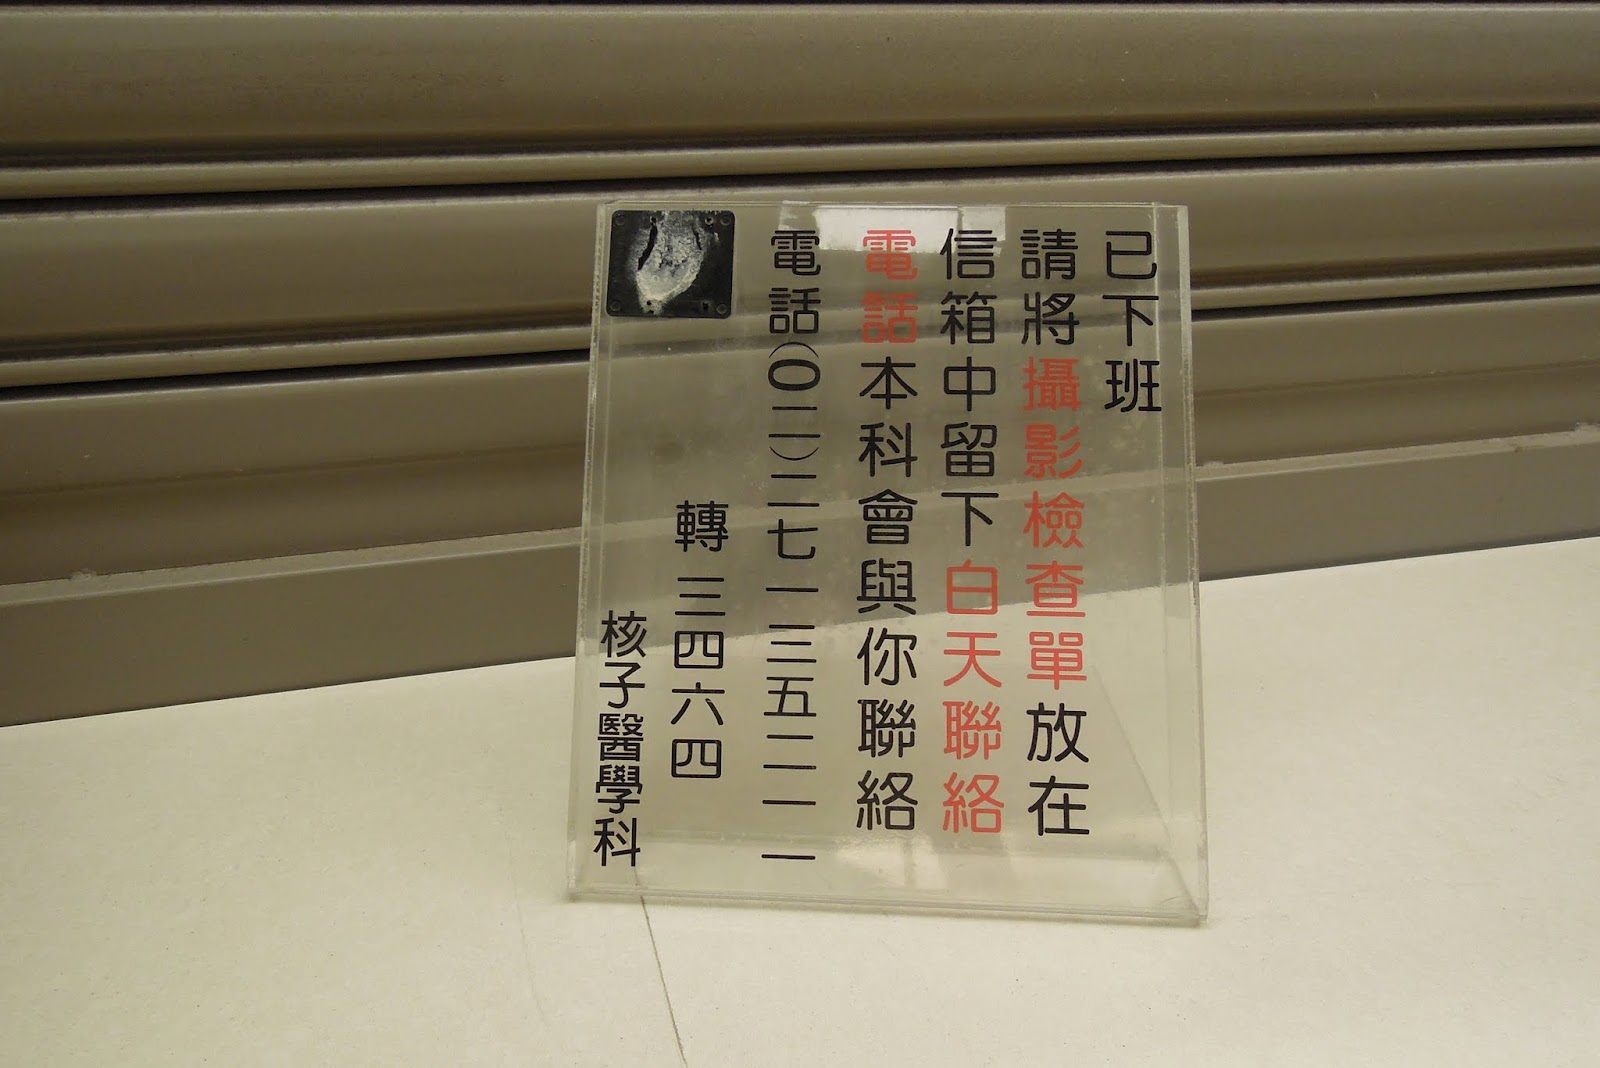 已下班
請將攝影檢查單放在
信箱中留下白天聯絡
電話本科會與你聯絡
電話(〇二)二七一三五二一一
轉三四六四
核子醫學科